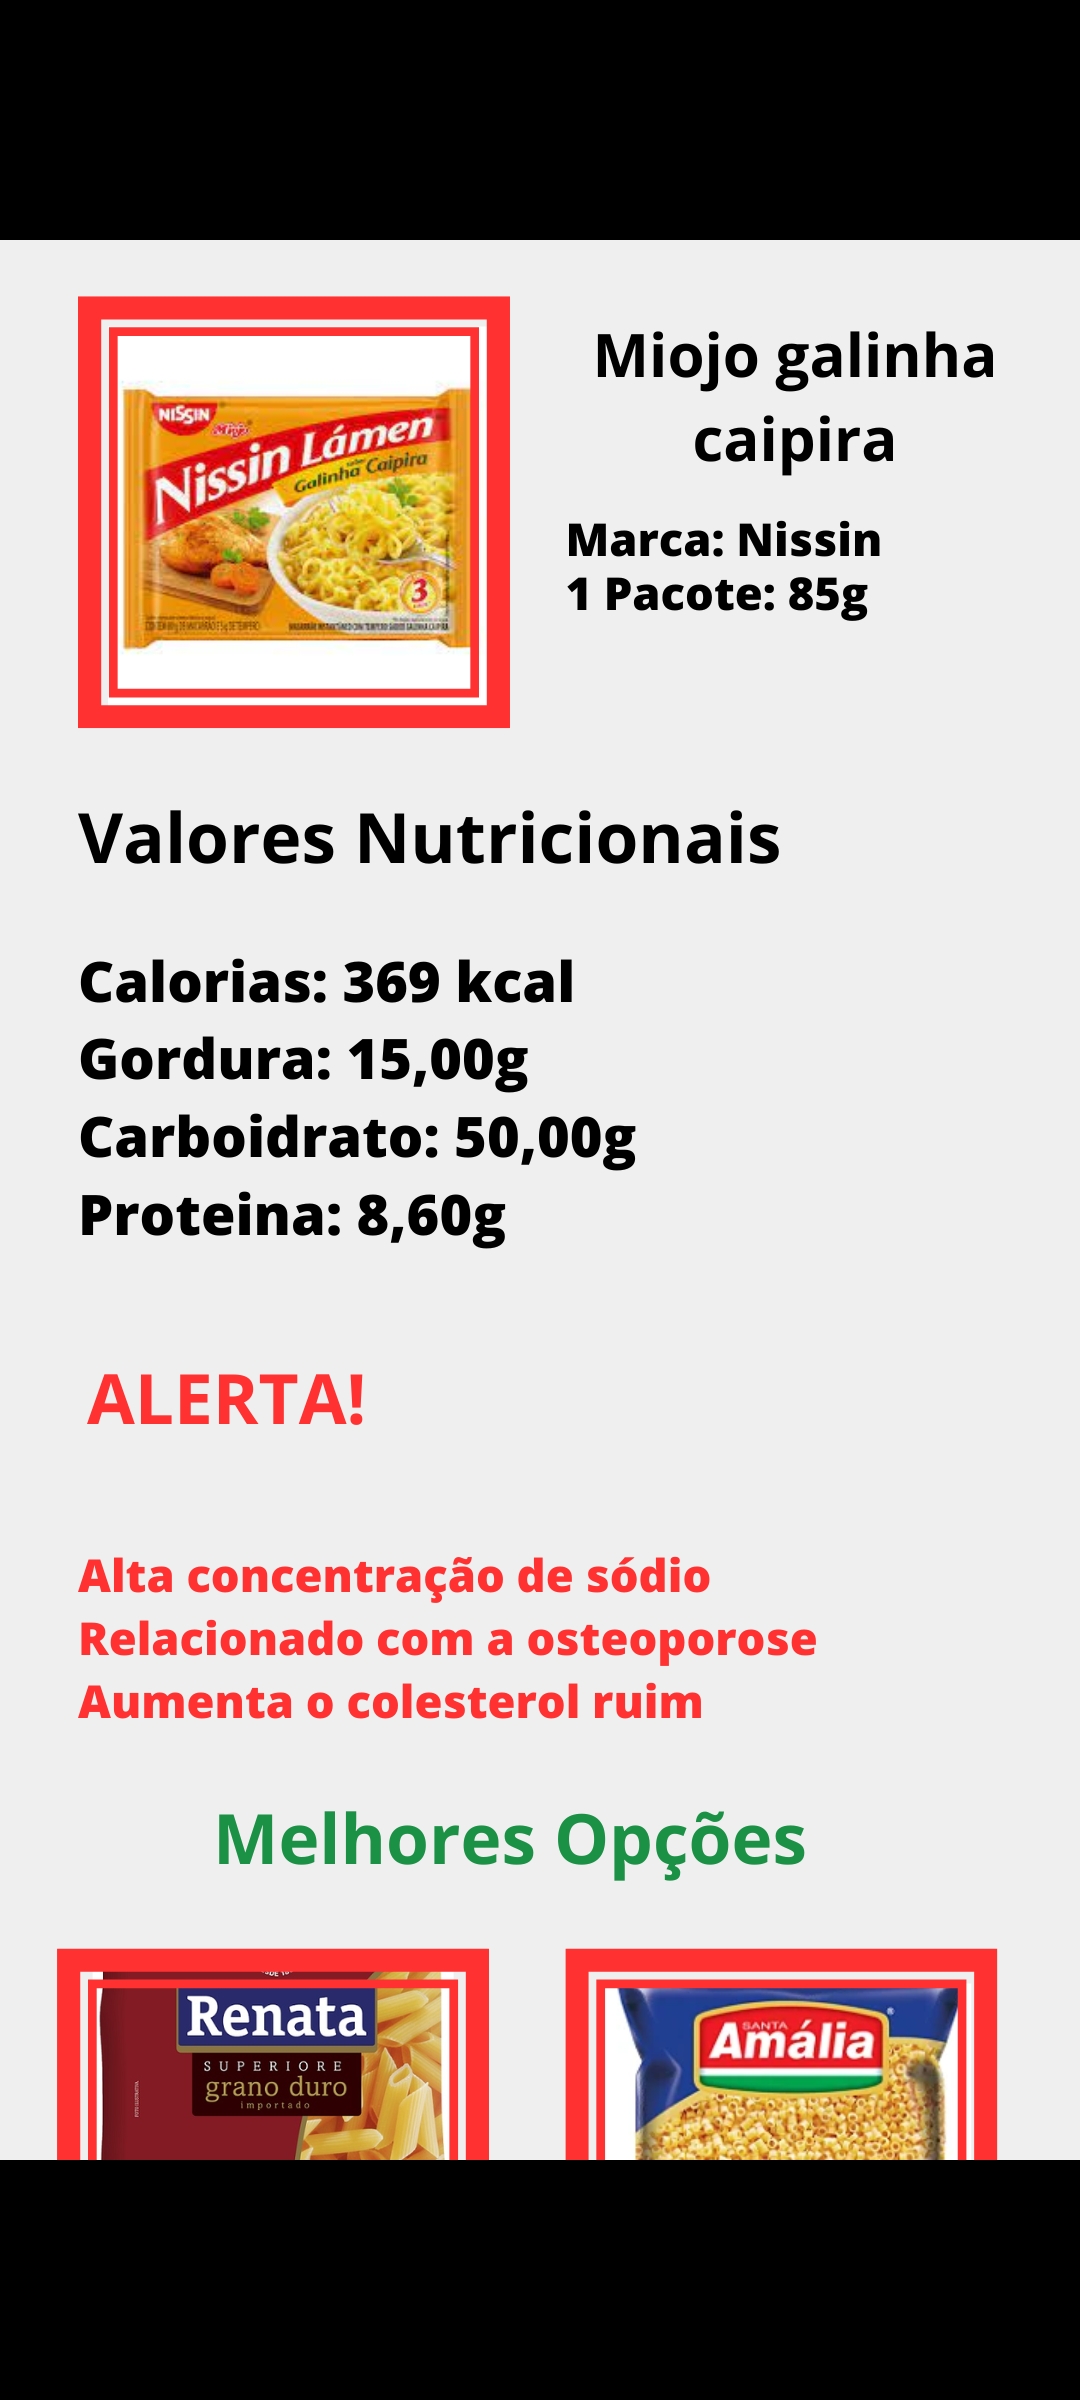 Miojo galinha
caipira
Marca: Nissin
1 Pacote: 85g
NISSIN
Miojo
Nissin Lámen
sabor
Galinha Caipira
3
Valores Nutricionais
Calorias: 369 kcal
Gordura: 15,00g
Carboidrato: 50,00g
Proteina: 8,60g
ALERTA!
Alta concentração de sódio
Relacionado com a osteoporose
Aumenta o colesterol ruim
Melhores Opções
Renata
SUPERIORE
grano duro
importado
SANTA
Amália